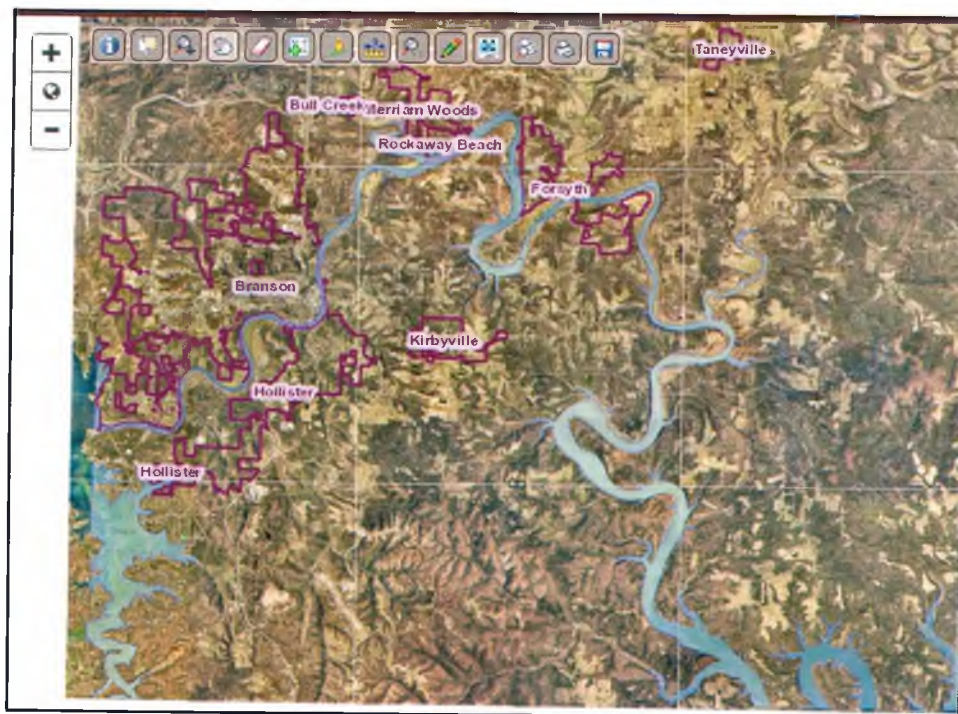 Taneyville
Bull Creek
Merriam Woods
Rockaway Beach
Forsyth
Branson
Kirbyville
Hollister
Hollister